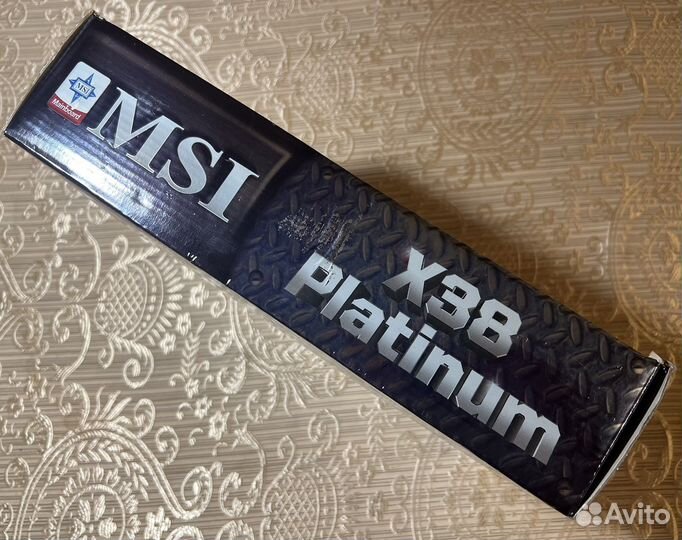 MSI
Mainboard
MSI
X38
Platinum
Avito